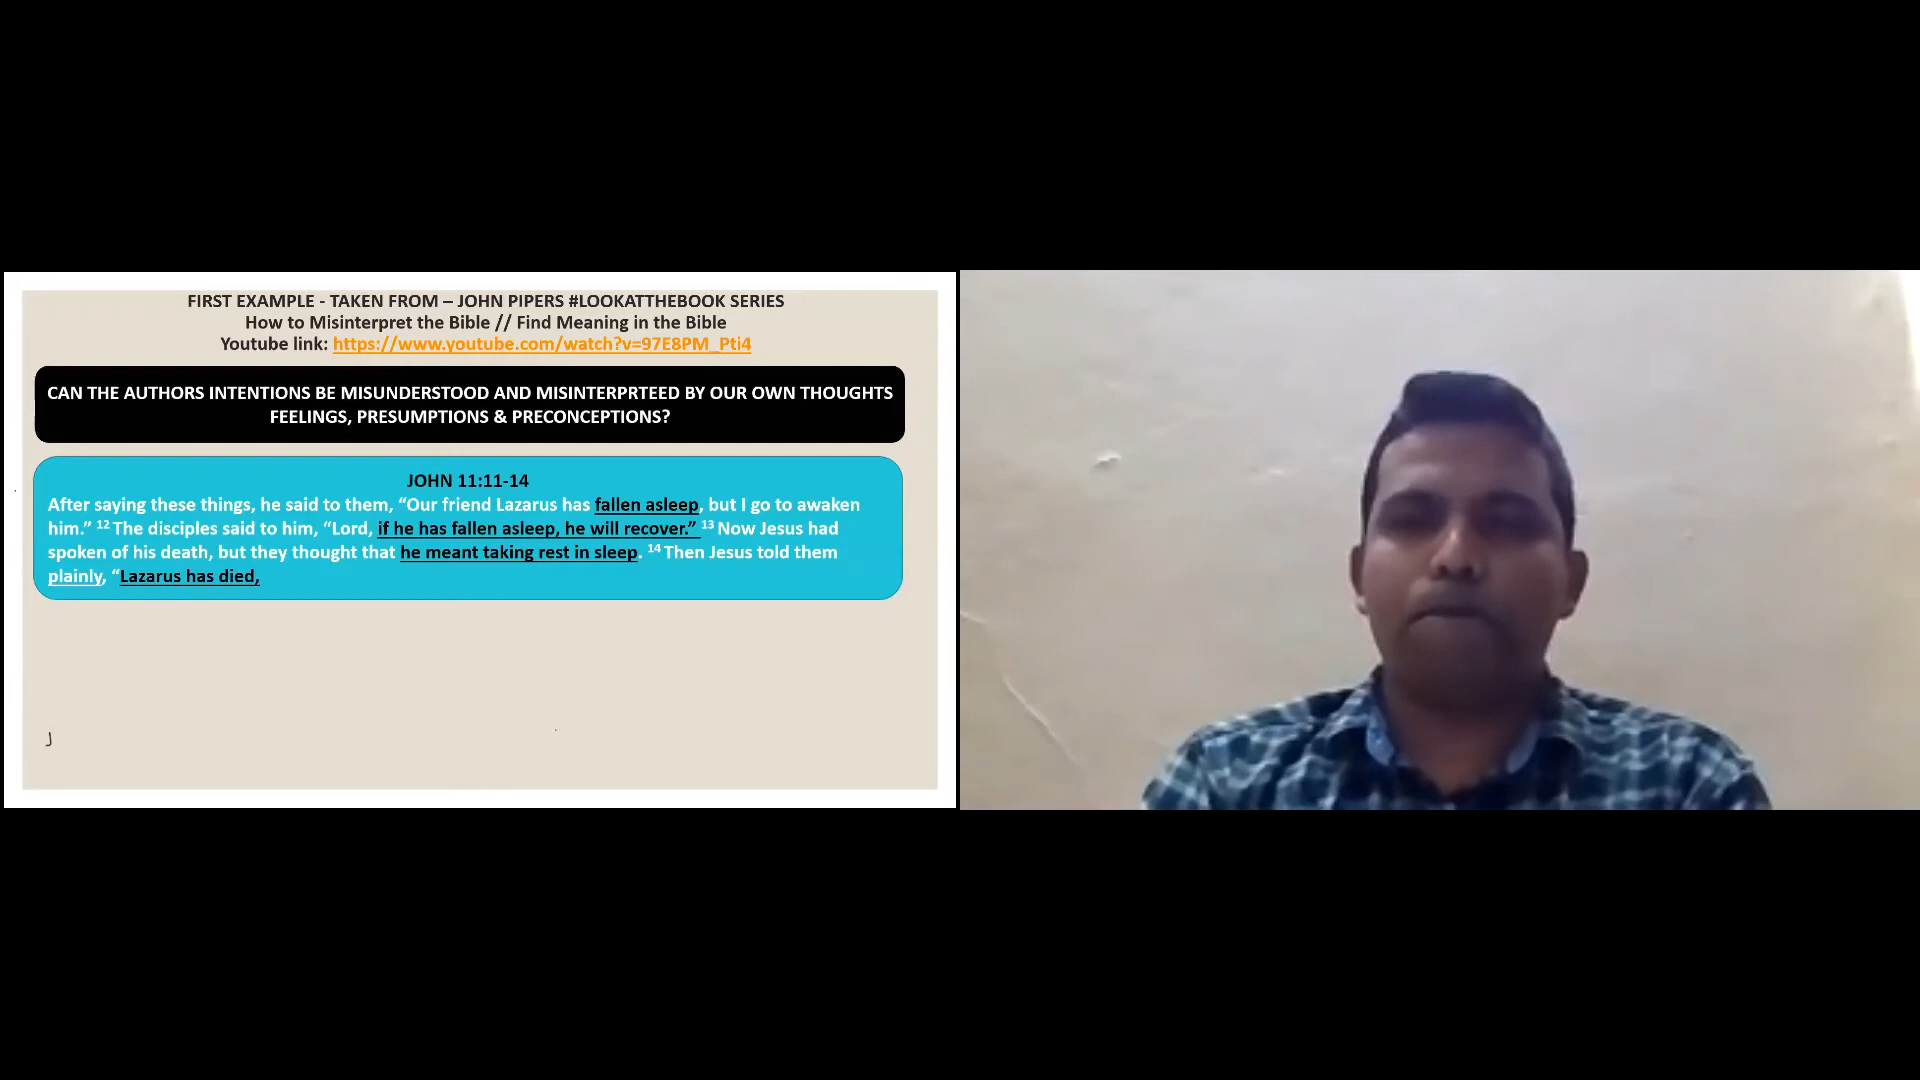 FIRST EXAMPLE - TAKEN FROM – JOHN PIPERS #LOOKATTHEBOOK SERIES
How to Misinterpret the Bible // Find Meaning in the Bible
Youtube link: https://www.youtube.com/watch?v=97E8PM_Pti4
CAN THE AUTHORS INTENTIONS BE MISUNDERSTOOD AND MISINTERPRTEED BY OUR OWN THOUGHTS
FEELINGS, PRESUMPTIONS & PRECONCEPTIONS?
JOHN 11:11-14
After saying these things, he said to them, “Our friend Lazarus has fallen asleep, but I go to awaken
him.” 12 The disciples said to him, “Lord, if he has fallen asleep, he will recover.” 13 Now Jesus had
spoken of his death, but they thought that he meant taking rest in sleep. 14 Then Jesus told them
plainly, “Lazarus has died,
J